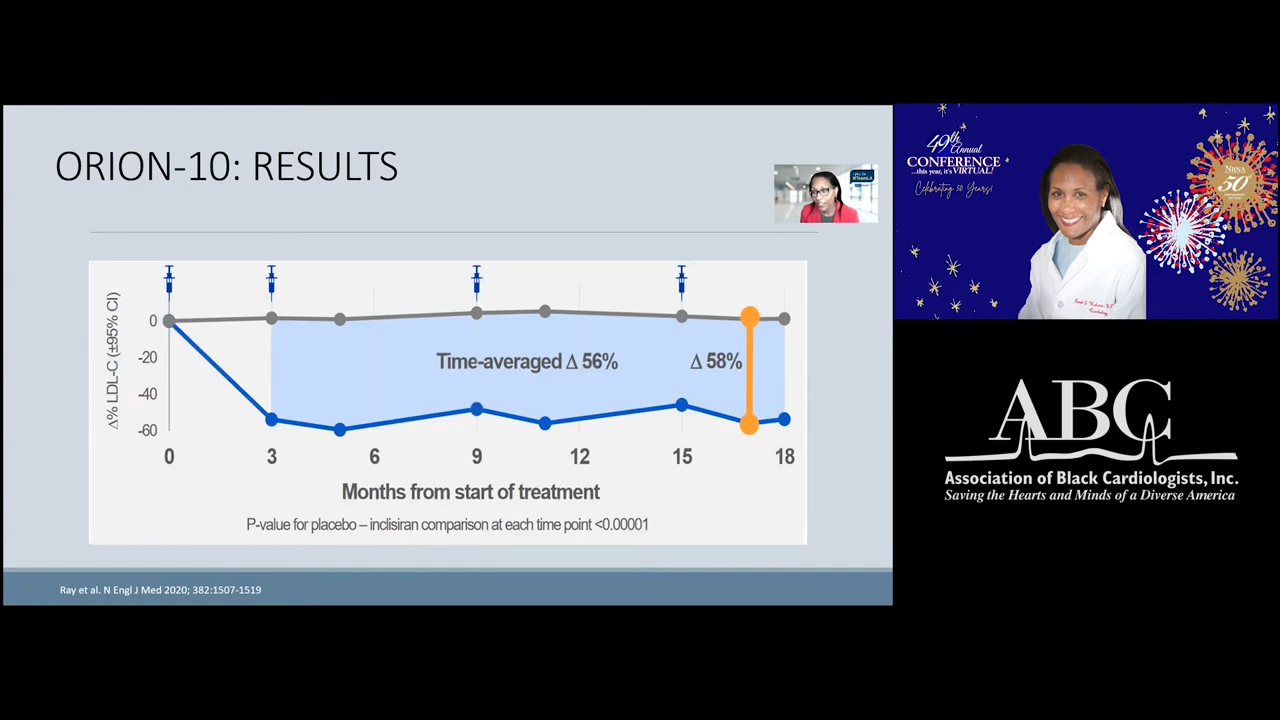 ORION-10: RESULTS
Δ% LDL-C (±95% CI)
0
-20
-40
-60
Time-averaged Δ 56%
Δ 58%
0 3 6 9 12 15 18
Months from start of treatment
P-value for placebo – inclisiran comparison at each time point <0.00001
Ray et al. N Engl J Med 2020; 382:1507-1519
49th
Annual
CONFERENCE
...this year, it's VIRTUAL!
Celebrating 50 Years!
NBNA
50
ABC
Association of Black Cardiologists, Inc.
Saving the Hearts and Minds of a Diverse America